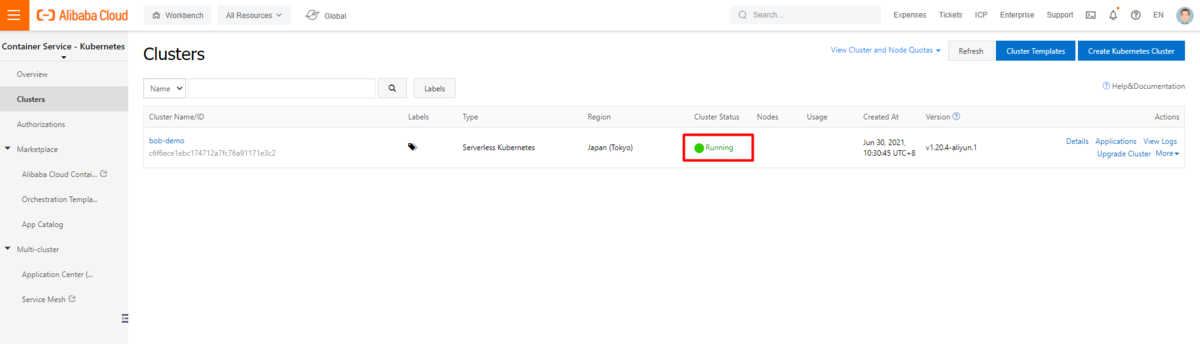 Alibaba Cloud
Workbench
All Resources
Global
Search...
Expenses
Tickets
ICP
Enterprise
Support
EN
Container Service - Kubernetes
Overview
Clusters
Authorizations
Marketplace
Alibaba Cloud Contai...
Orchestration Templa...
App Catalog
Multi-cluster
Application Center (...
Service Mesh
Clusters
View Cluster and Node Quotas
Refresh
Cluster Templates
Create Kubernetes Cluster
Name
Labels
Help&Documentation
Cluster Name/ID
Labels
Type
Region
Cluster Status
Nodes
Usage
Created At
Version
Actions
bob-demo
c6f6ece1ebc174712a7fc76a91171e3c2
Serverless Kubernetes
Japan (Tokyo)
Running
Jun 30, 2021,
10:30:45 UTC+8
v1.20.4-aliyun.1
Details
Applications
View Logs
Upgrade Cluster
More